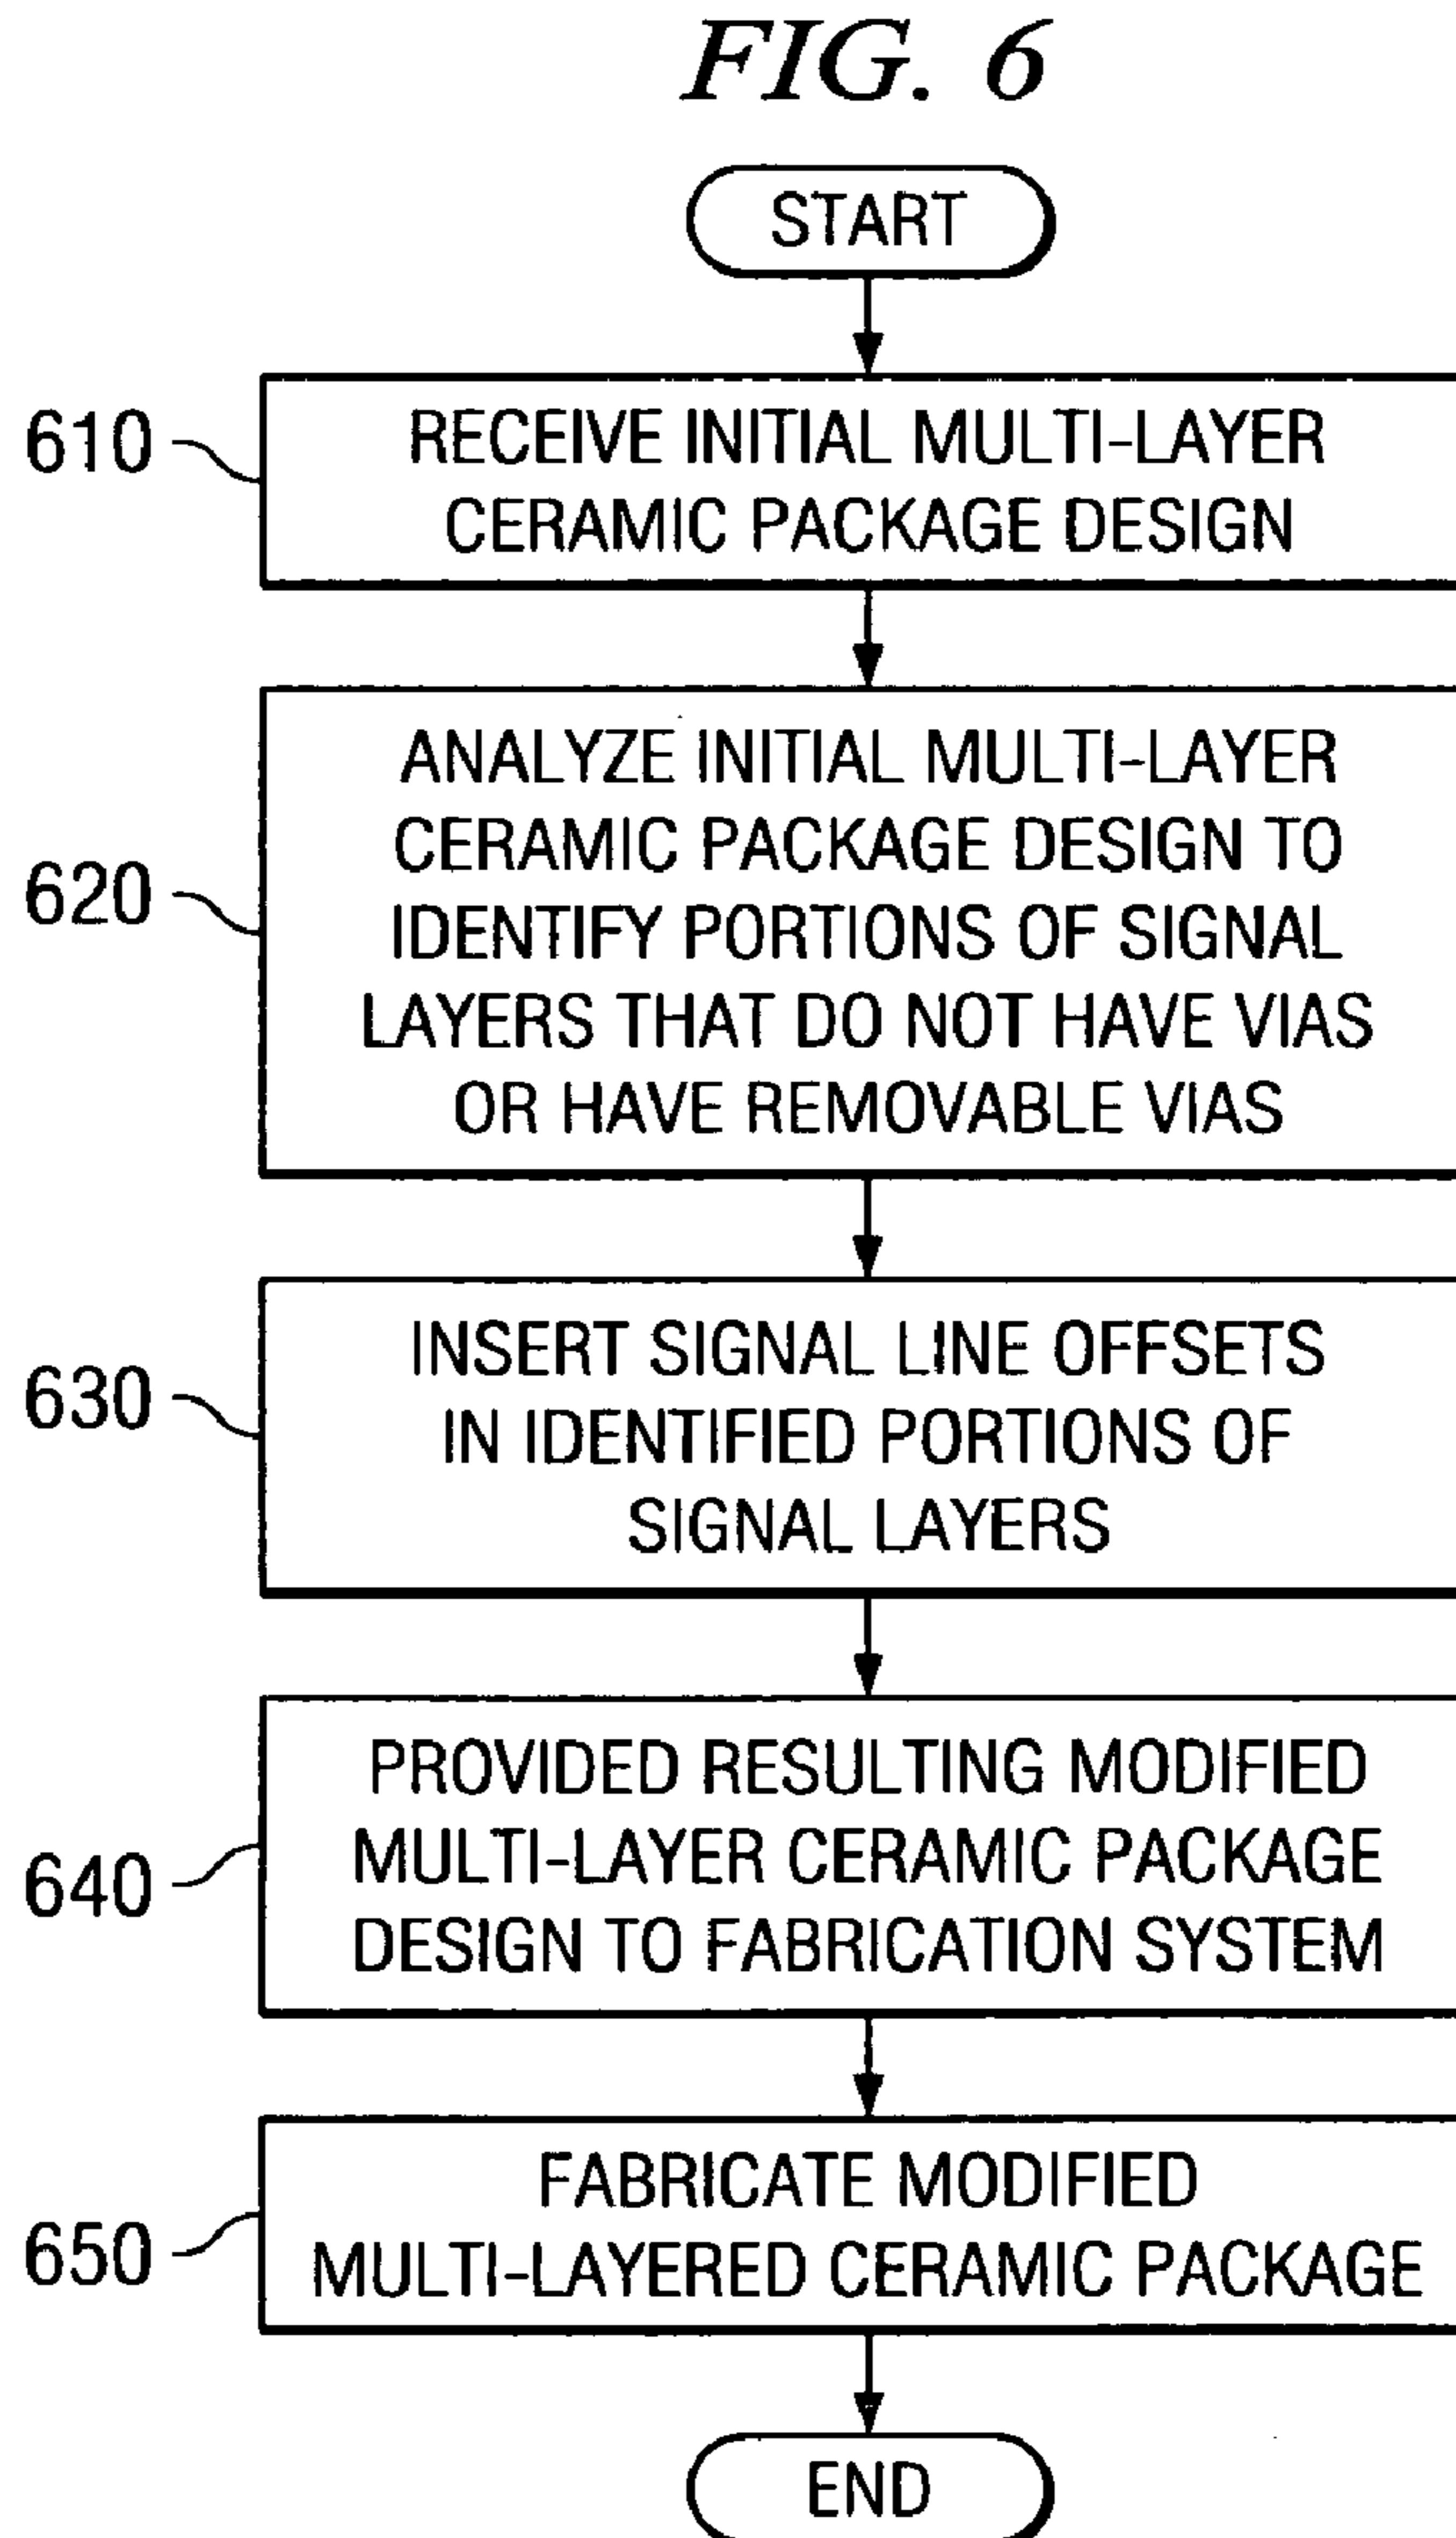 FIG. 6
START
610
RECEIVE INITIAL MULTI-LAYER
CERAMIC PACKAGE DESIGN
620
ANALYZE INITIAL MULTI-LAYER
CERAMIC PACKAGE DESIGN TO
IDENTIFY PORTIONS OF SIGNAL
LAYERS THAT DO NOT HAVE VIAS
OR HAVE REMOVABLE VIAS
630
INSERT SIGNAL LINE OFFSETS
IN IDENTIFIED PORTIONS OF
SIGNAL LAYERS
640
PROVIDED RESULTING MODIFIED
MULTI-LAYER CERAMIC PACKAGE
DESIGN TO FABRICATION SYSTEM
650
FABRICATE MODIFIED
MULTI-LAYERED CERAMIC PACKAGE
END